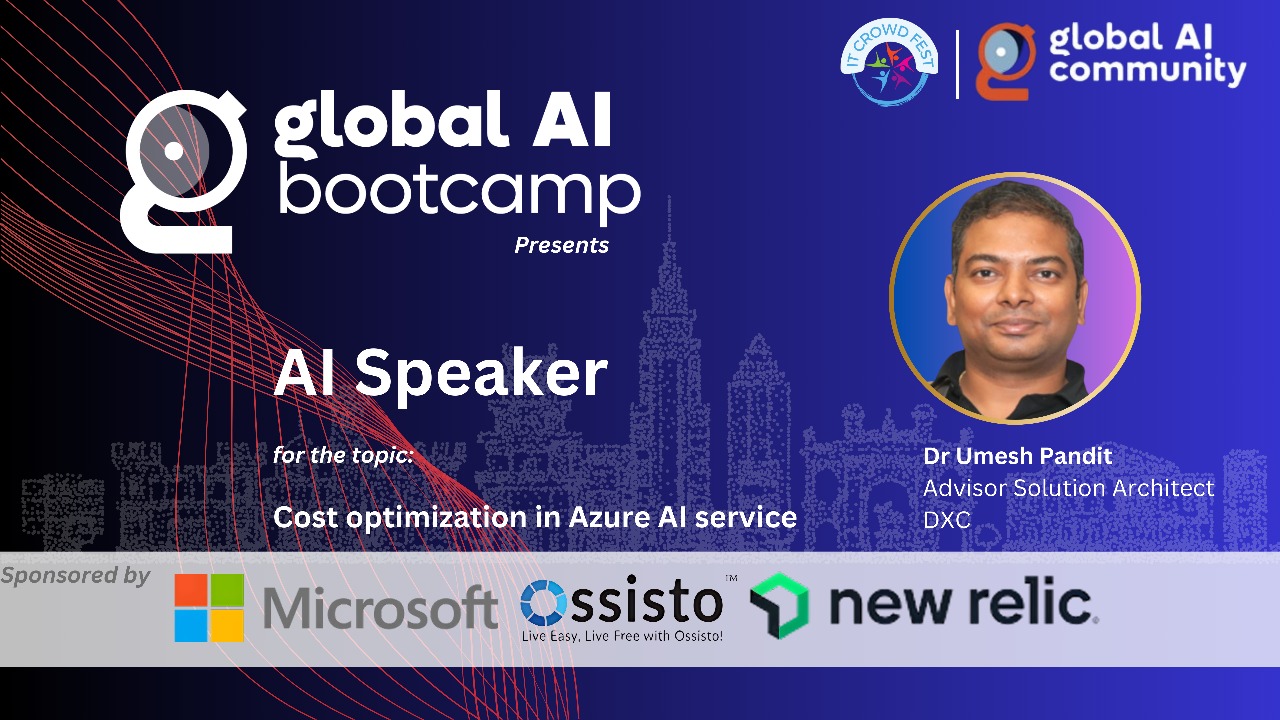 IT CROWD FEST
global AI
community
global AI
bootcamp
Presents
AI Speaker
for the topic:
Cost optimization in Azure AI service
Dr Umesh Pandit
Advisor Solution Architect
DXC
Sponsored by
Microsoft
Ossisto™
Live Easy, Live Free with Ossisto!
new relic®